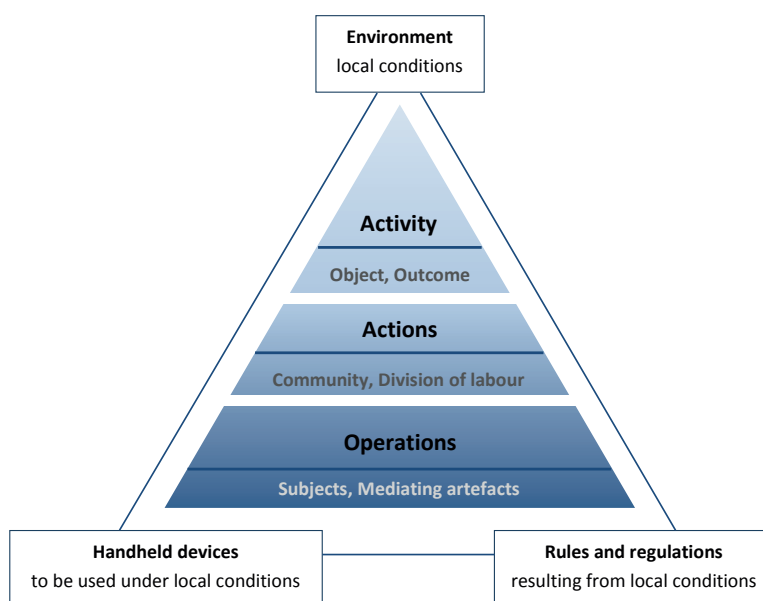 Environment
local conditions
Activity
Object, Outcome
Actions
Community, Division of labour
Operations
Subjects, Mediating artefacts
Handheld devices
to be used under local conditions
Rules and regulations
resulting from local conditions